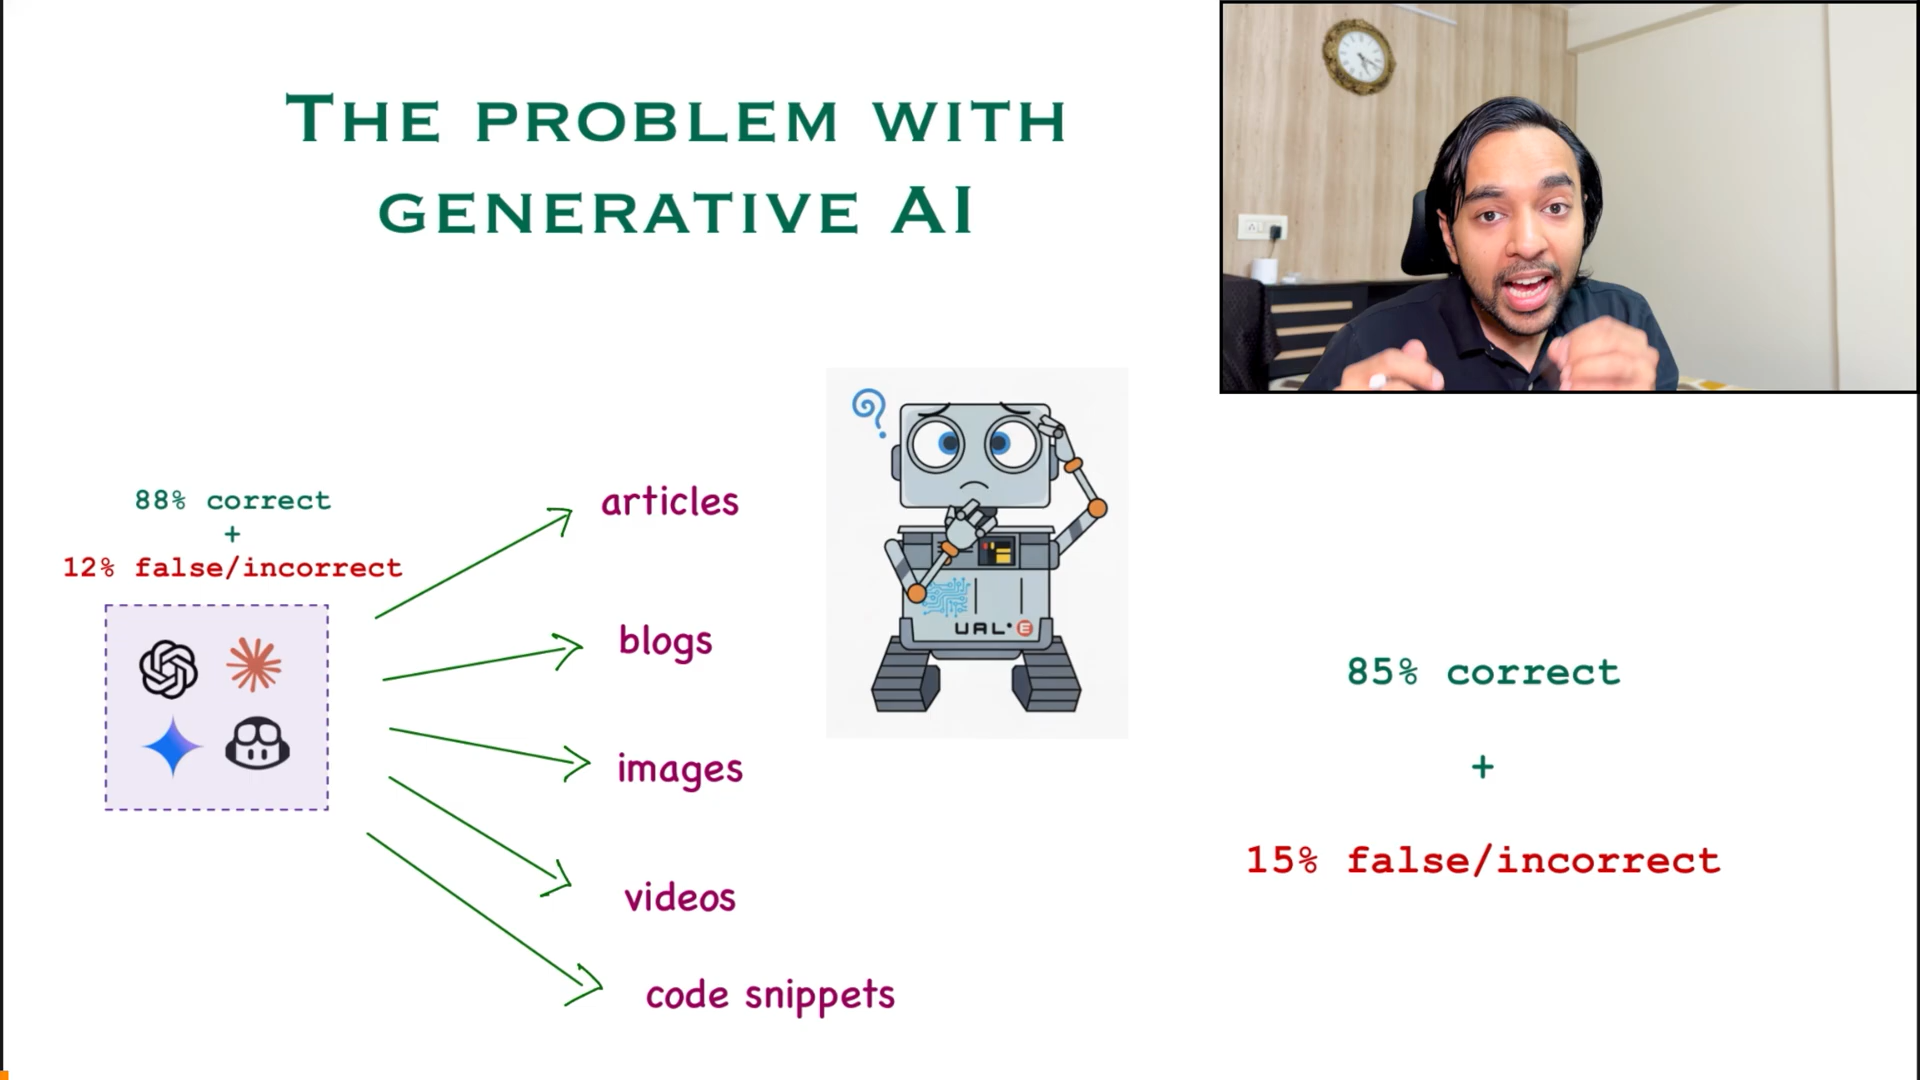 THE PROBLEM WITH
GENERATIVE AI
88% correct
+
12% false/incorrect
articles
blogs
images
videos
code snippets
UAL•E
85% correct
+
15% false/incorrect